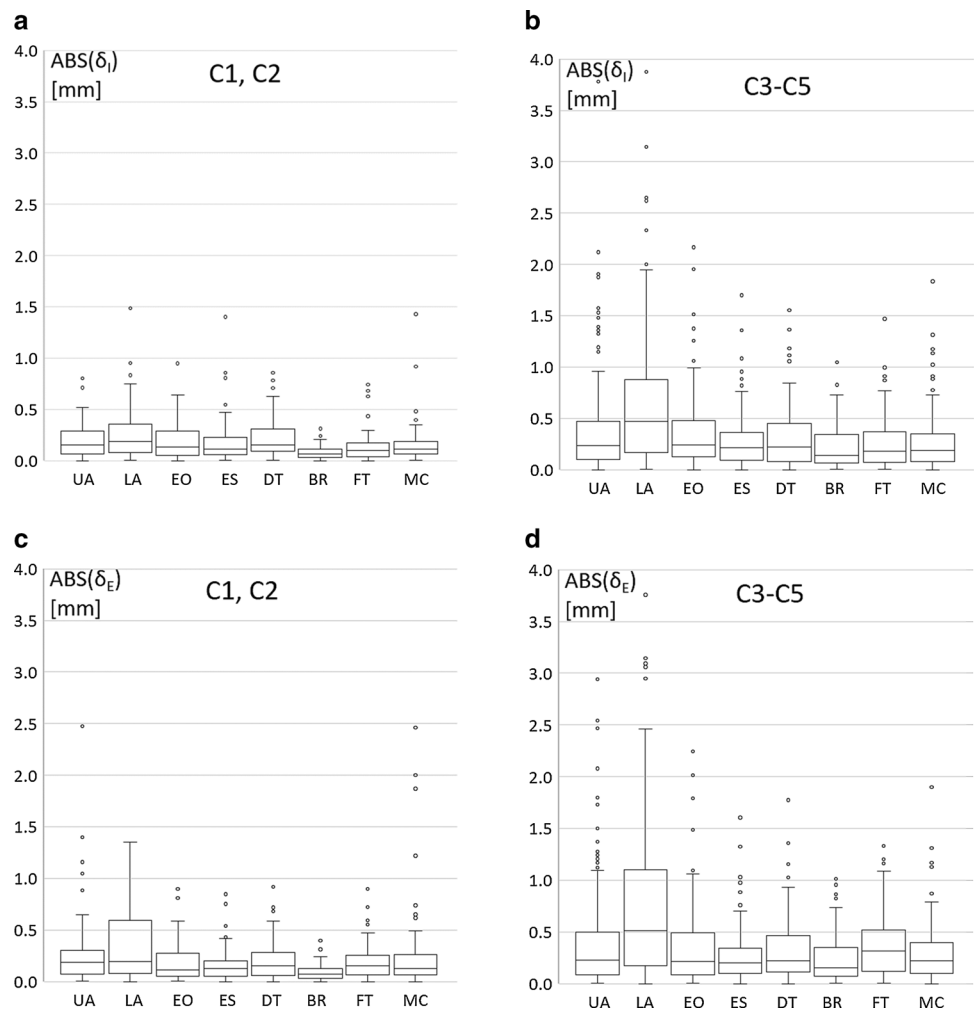 a
ABS(δI)
[mm]
C1, C2
4.0
3.5
3.0
2.5
2.0
1.5
1.0
0.5
0.0
UA LA EO ES DT BR FT MC
b
ABS(δI)
[mm]
C3-C5
4.0
3.5
3.0
2.5
2.0
1.5
1.0
0.5
0.0
UA LA EO ES DT BR FT MC
c
ABS(δE)
[mm]
C1, C2
4.0
3.5
3.0
2.5
2.0
1.5
1.0
0.5
0.0
UA LA EO ES DT BR FT MC
d
ABS(δE)
[mm]
C3-C5
4.0
3.5
3.0
2.5
2.0
1.5
1.0
0.5
0.0
UA LA EO ES DT BR FT MC